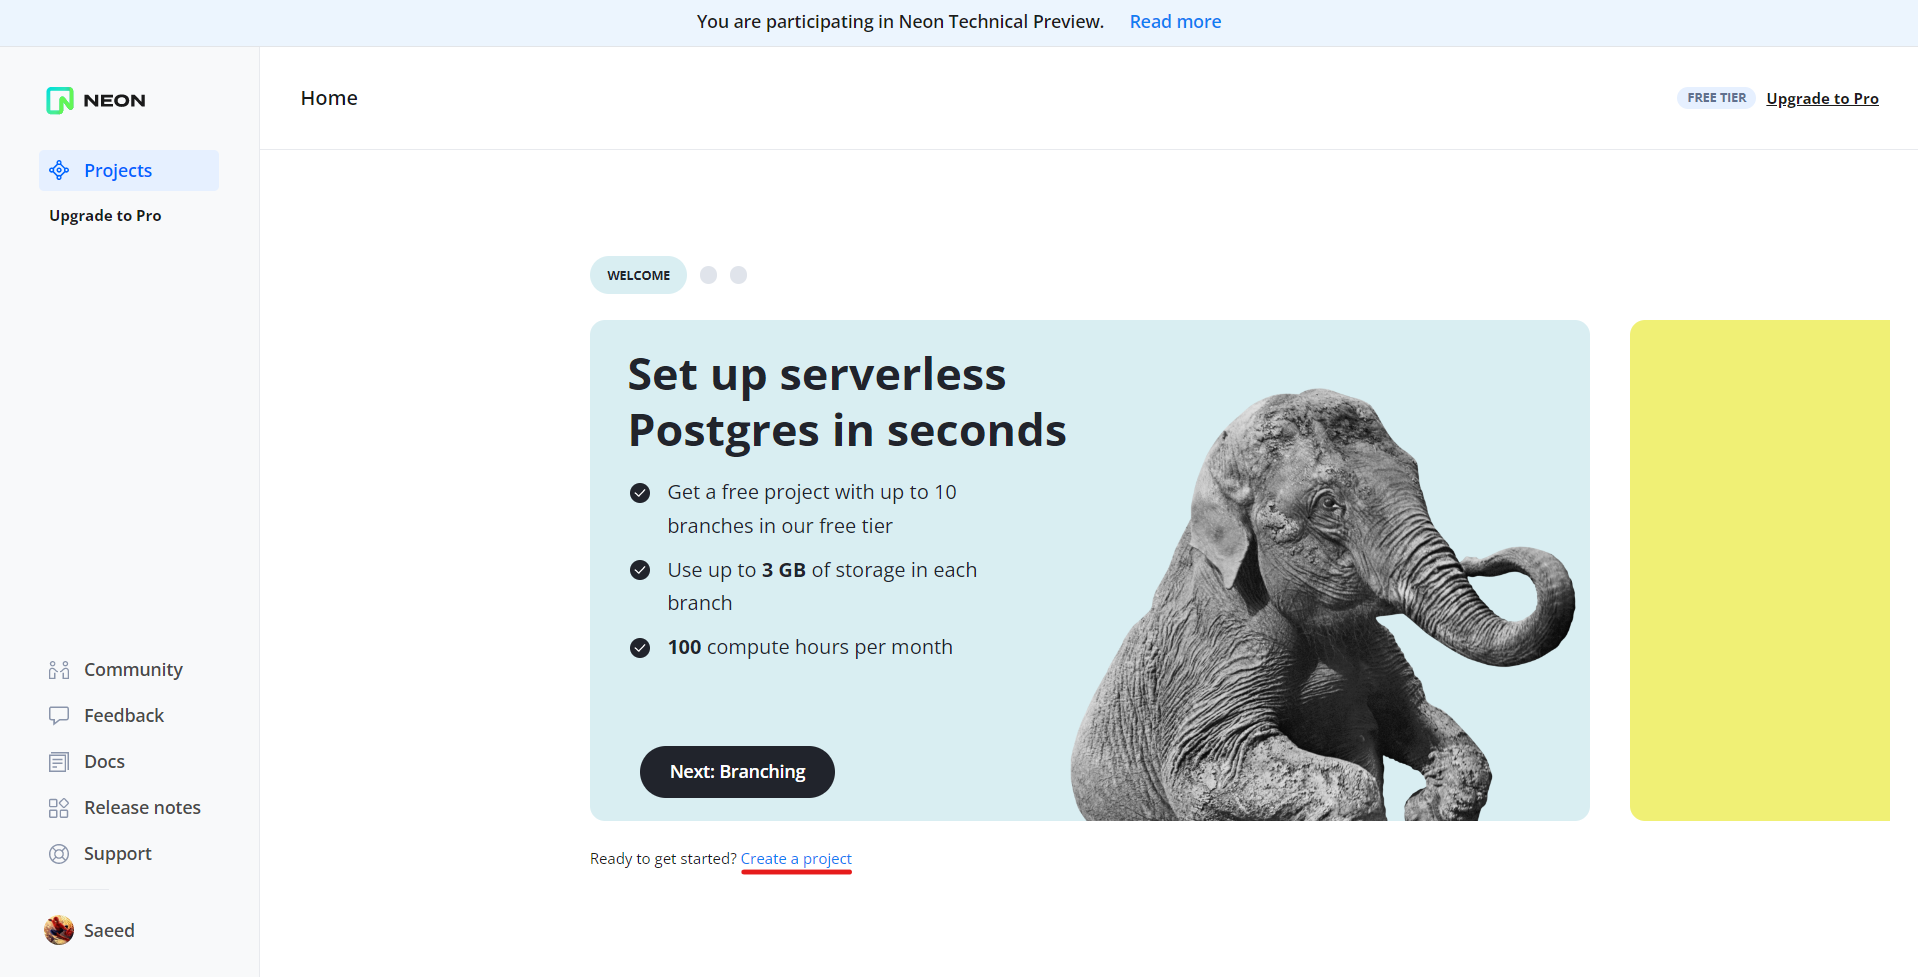 You are participating in Neon Technical Preview. Read more
NEON
Home
FREE TIER Upgrade to Pro
Projects
Upgrade to Pro
WELCOME
Set up serverless
Postgres in seconds
Get a free project with up to 10
branches in our free tier
Use up to 3 GB of storage in each
branch
100 compute hours per month
Next: Branching
Ready to get started? Create a project
Community
Feedback
Docs
Release notes
Support
Saeed